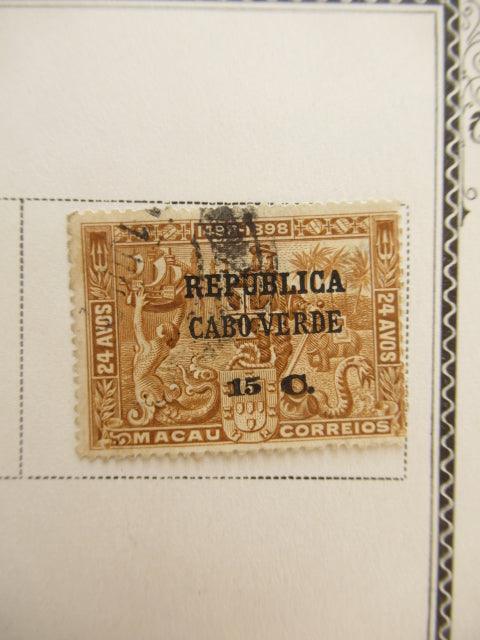 1498-1898
REPUBLICA
CABO VERDE
24 AVOS
24 AVOS
15 C.
MACAU CORREIOS